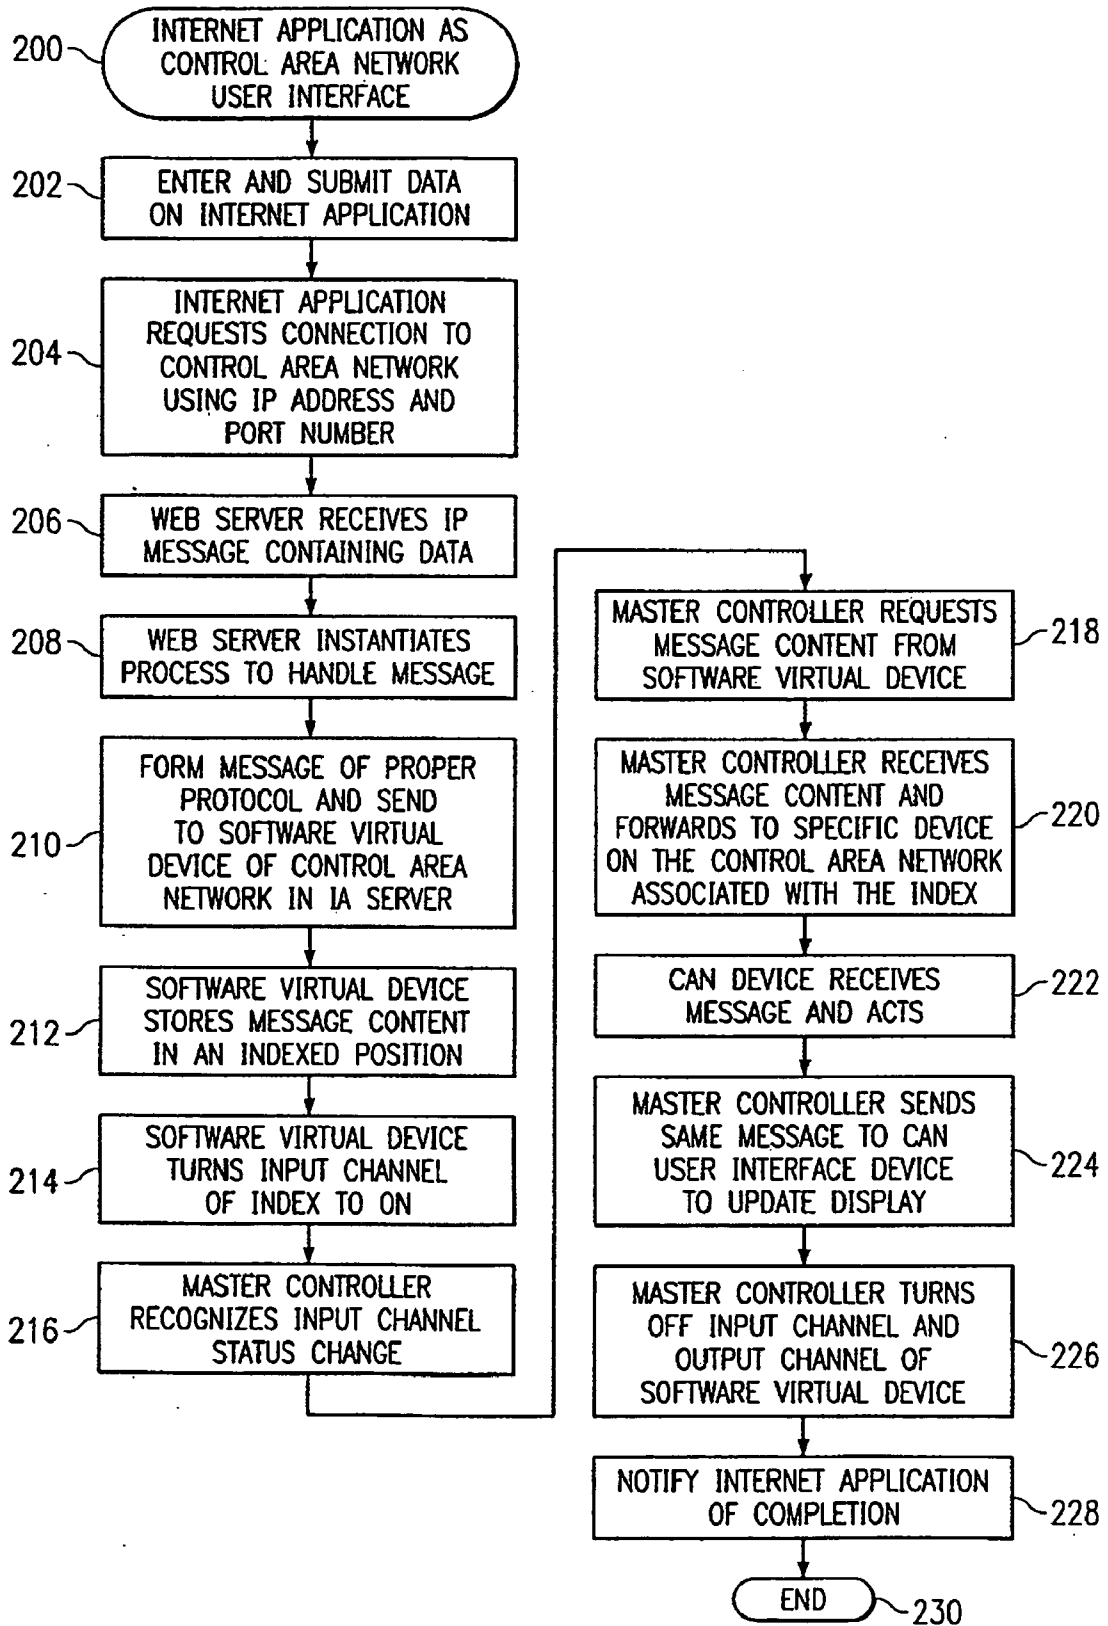 200
INTERNET APPLICATION AS
CONTROL AREA NETWORK
USER INTERFACE
202
ENTER AND SUBMIT DATA
ON INTERNET APPLICATION
204
INTERNET APPLICATION
REQUESTS CONNECTION TO
CONTROL AREA NETWORK
USING IP ADDRESS AND
PORT NUMBER
206
WEB SERVER RECEIVES IP
MESSAGE CONTAINING DATA
208
WEB SERVER INSTANTIATES
PROCESS TO HANDLE MESSAGE
210
FORM MESSAGE OF PROPER
PROTOCOL AND SEND
TO SOFTWARE VIRTUAL
DEVICE OF CONTROL AREA
NETWORK IN IA SERVER
212
SOFTWARE VIRTUAL DEVICE
STORES MESSAGE CONTENT
IN AN INDEXED POSITION
214
SOFTWARE VIRTUAL DEVICE
TURNS INPUT CHANNEL
OF INDEX TO ON
216
MASTER CONTROLLER
RECOGNIZES INPUT CHANNEL
STATUS CHANGE
MASTER CONTROLLER REQUESTS
MESSAGE CONTENT FROM
SOFTWARE VIRTUAL DEVICE
218
MASTER CONTROLLER RECEIVES
MESSAGE CONTENT AND
FORWARDS TO SPECIFIC DEVICE
ON THE CONTROL AREA NETWORK
ASSOCIATED WITH THE INDEX
220
CAN DEVICE RECEIVES
MESSAGE AND ACTS
222
MASTER CONTROLLER SENDS
SAME MESSAGE TO CAN
USER INTERFACE DEVICE
TO UPDATE DISPLAY
224
MASTER CONTROLLER TURNS
OFF INPUT CHANNEL AND
OUTPUT CHANNEL OF
SOFTWARE VIRTUAL DEVICE
226
NOTIFY INTERNET APPLICATION
OF COMPLETION
228
END
230